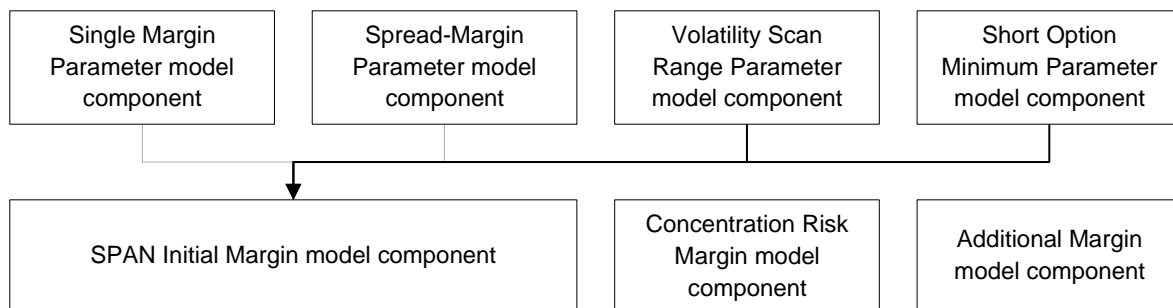 Single Margin
Parameter model
component
Spread-Margin
Parameter model
component
Volatility Scan
Range Parameter
model component
Short Option
Minimum Parameter
model component
SPAN Initial Margin model component
Concentration Risk
Margin model
component
Additional Margin
model component